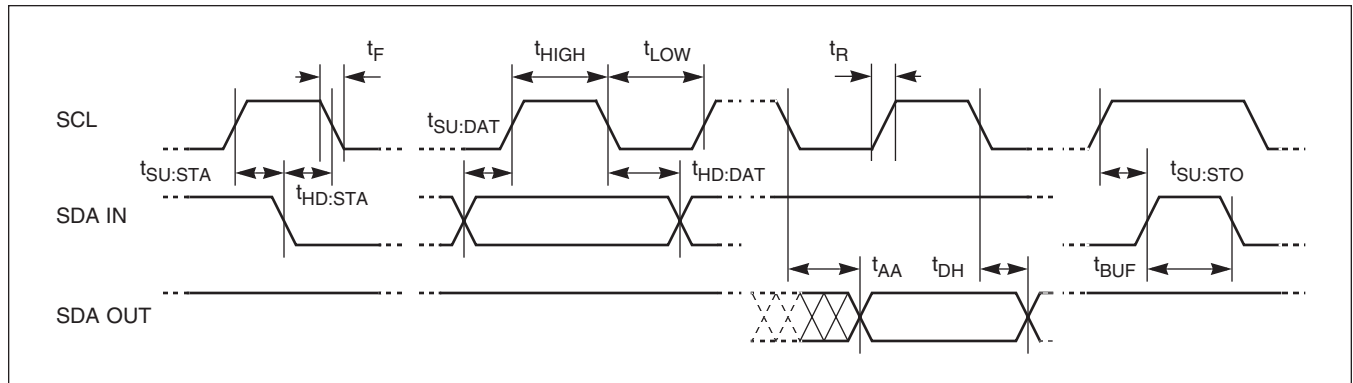 tF
tHIGH
tLOW
tR
SCL
tSU:DAT
tSU:STA
tHD:STA
tHD:DAT
tSU:STO
SDA IN
tAA
tDH
tBUF
SDA OUT